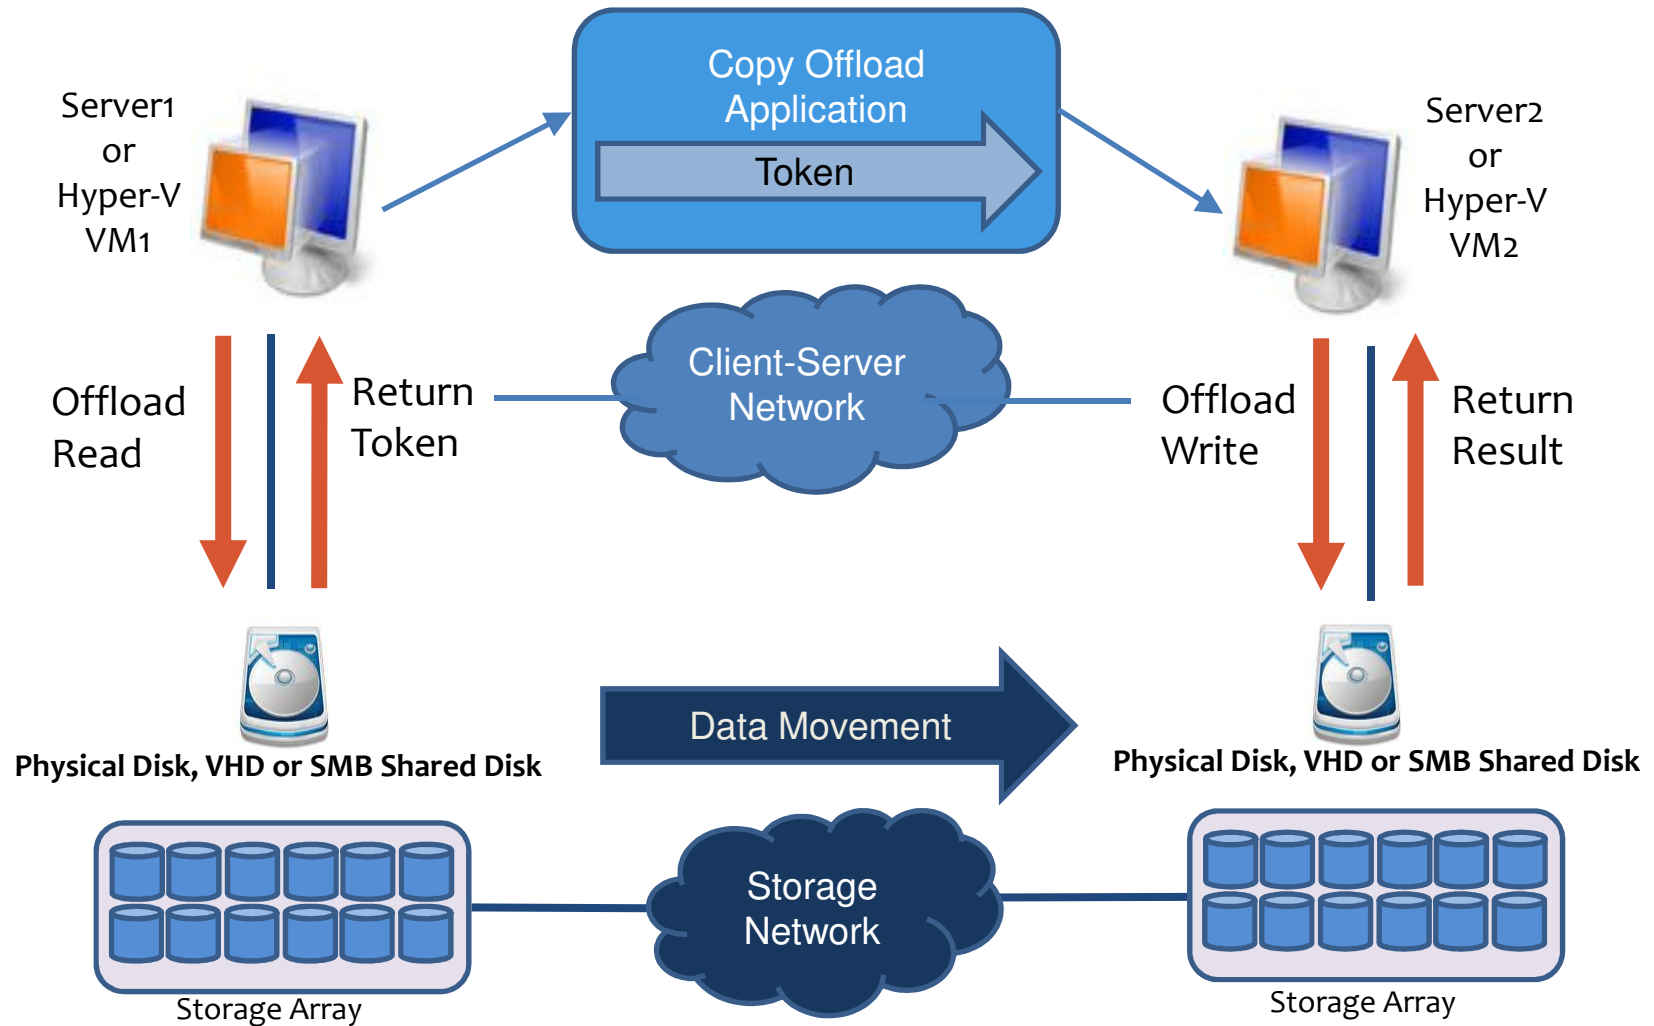 Copy Offload
Application
Token
Server1
or
Hyper-V
VM1
Server2
or
Hyper-V
VM2
Client-Server
Network
Offload
Read
Return
Token
Offload
Write
Return
Result
Data Movement
Physical Disk, VHD or SMB Shared Disk
Physical Disk, VHD or SMB Shared Disk
Storage
Network
Storage Array
Storage Array